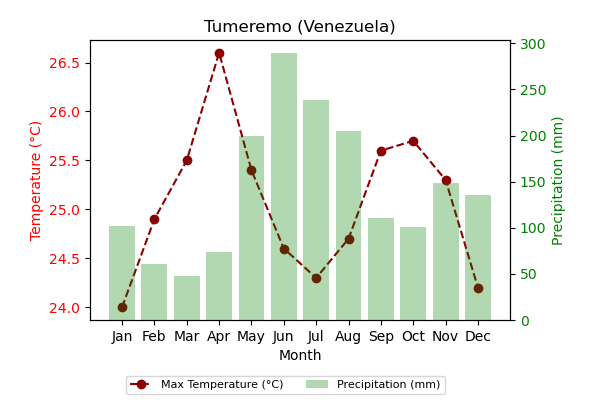 Tumeremo (Venezuela)
Temperature (°C)
26.5
26.0
25.5
25.0
24.5
24.0
300
250
200
150
100
50
0
Precipitation (mm)
Jan Feb Mar Apr May Jun Jul Aug Sep Oct Nov Dec
Month
Max Temperature (°C) Precipitation (mm)